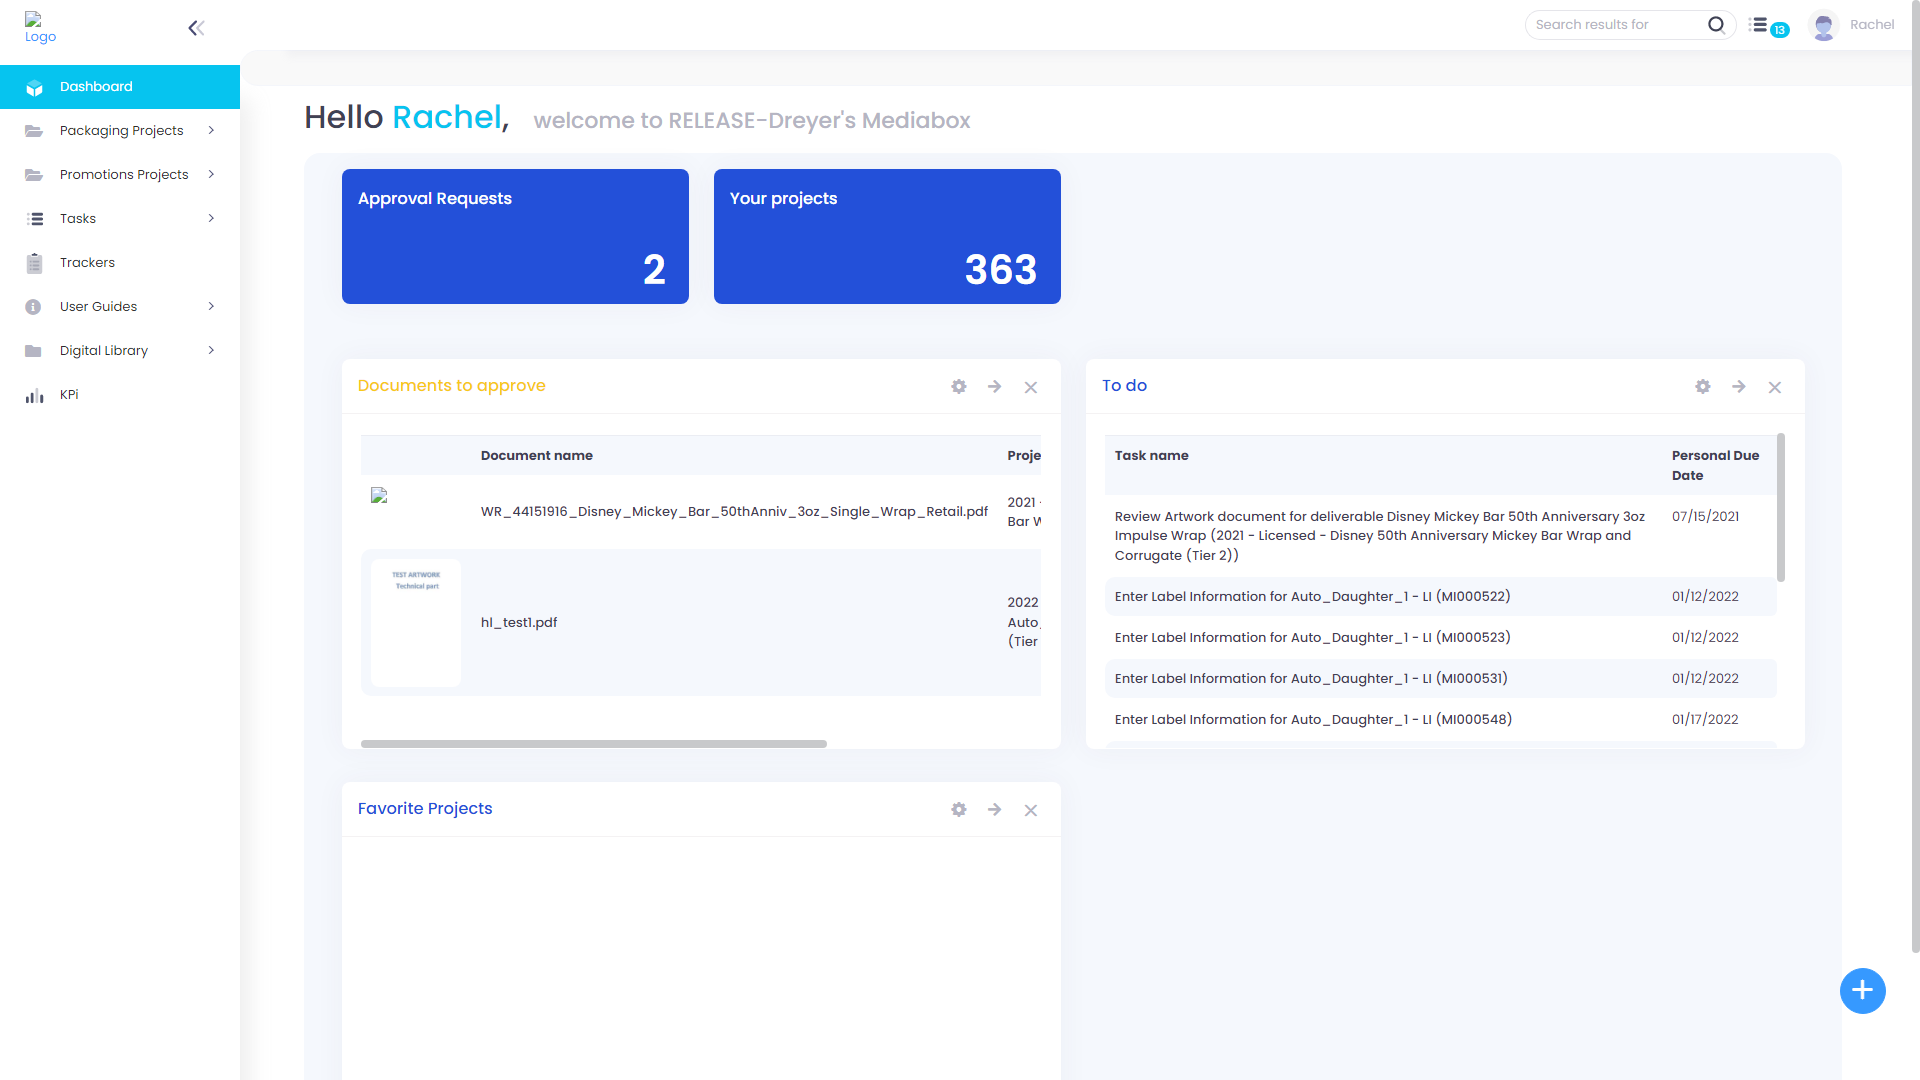 Logo
Search results for
13
Rachel
Dashboard
Packaging Projects
Promotions Projects
Tasks
Trackers
User Guides
Digital Library
KPi
Hello Rachel, welcome to RELEASE-Dreyer's Mediabox
Approval Requests
2
Your projects
363
Documents to approve
Document name
Proje
WR_44151916_Disney_Mickey_Bar_50thAnniv_3oz_Single_Wrap_Retail.pdf
2021 -
Bar W
TEST ARTWORK
Technical part
hl_test1.pdf
2022
Auto_
(Tier
To do
Task name
Personal Due
Date
Review Artwork document for deliverable Disney Mickey Bar 50th Anniversary 3oz
Impulse Wrap (2021 - Licensed - Disney 50th Anniversary Mickey Bar Wrap and
Corrugate (Tier 2))
07/15/2021
Enter Label Information for Auto_Daughter_1 - LI (MI000522)
01/12/2022
Enter Label Information for Auto_Daughter_1 - LI (MI000523)
01/12/2022
Enter Label Information for Auto_Daughter_1 - LI (MI000531)
01/12/2022
Enter Label Information for Auto_Daughter_1 - LI (MI000548)
01/17/2022
Favorite Projects